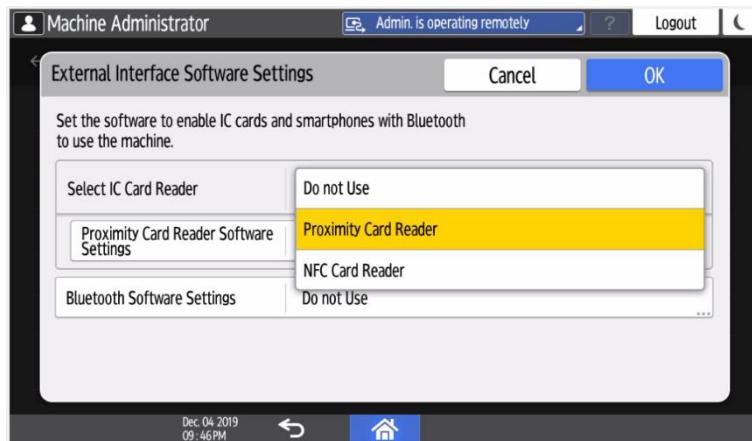 Machine Administrator
Admin. is operating remotely
?
Logout
External Interface Software Settings
Cancel
OK
Set the software to enable IC cards and smartphones with Bluetooth
to use the machine.
Select IC Card Reader
Do not Use
Proximity Card Reader
NFC Card Reader
Proximity Card Reader Software
Settings
Bluetooth Software Settings
Do not Use
...
Dec. 04 2019
09 : 46 PM